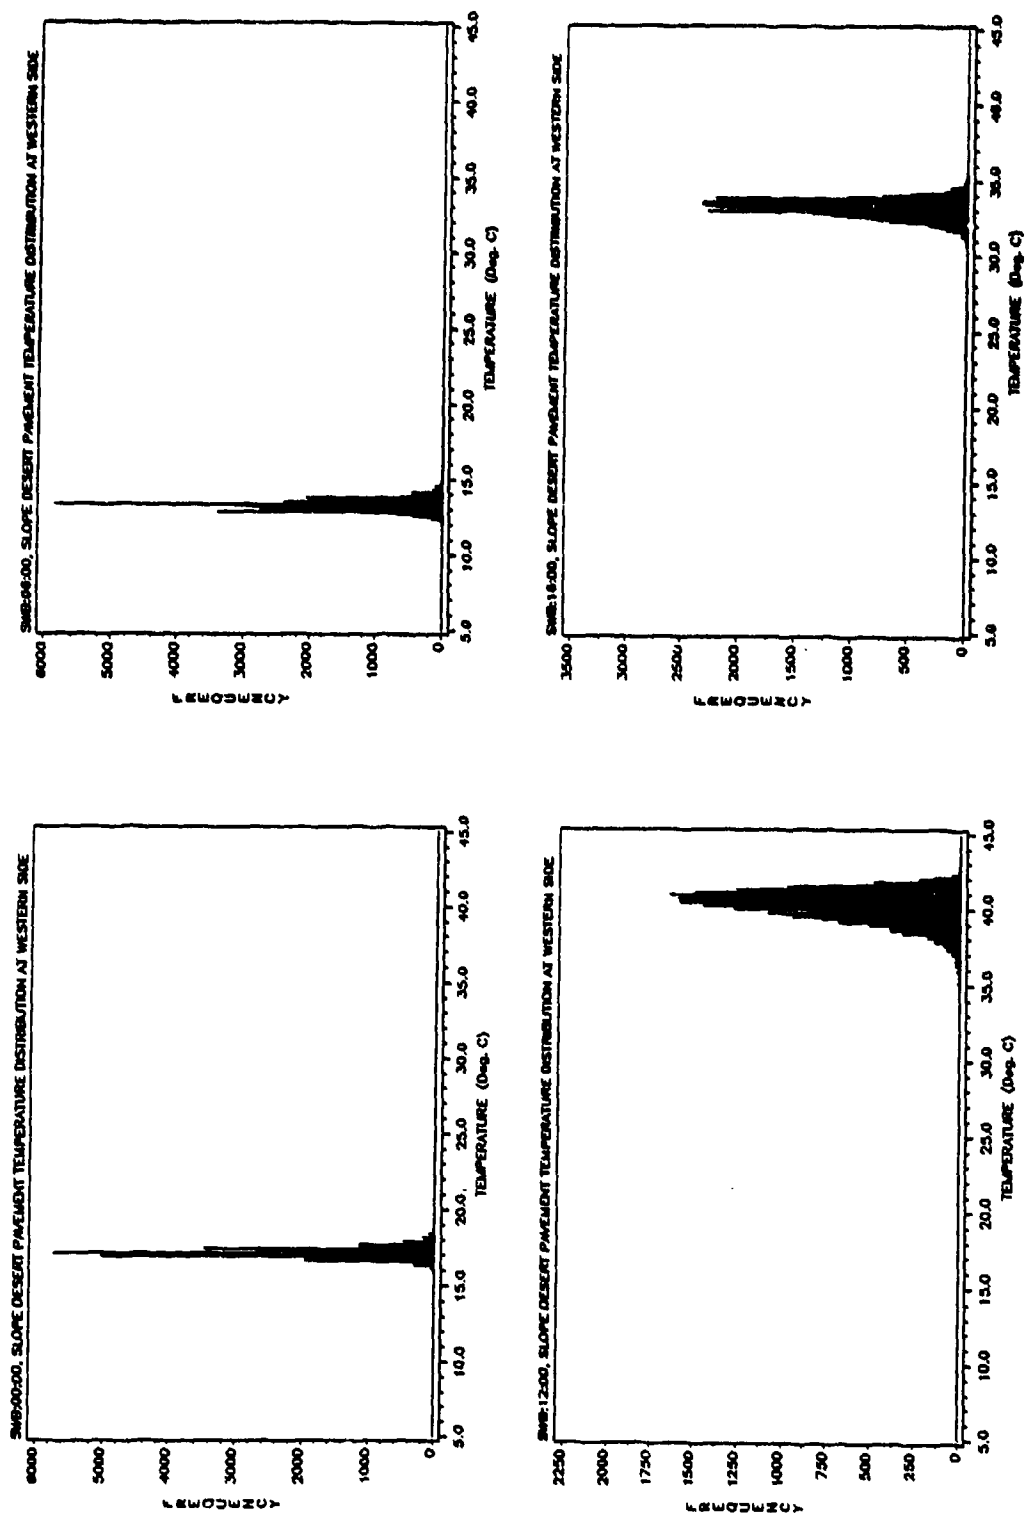 SWB:00:00, SLOPE DESERT PAVEMENT TEMPERATURE DISTRIBUTION AT WESTERN SIDE
6000
5000
4000
3000
2000
1000
0
FREQUENCY
5.0 10.0 15.0 20.0 25.0 30.0 35.0 40.0 45.0
TEMPERATURE (Deg. C)
SWB:06:00, SLOPE DESERT PAVEMENT TEMPERATURE DISTRIBUTION AT WESTERN SIDE
6000
5000
4000
3000
2000
1000
0
FREQUENCY
5.0 10.0 15.0 20.0 25.0 30.0 35.0 40.0 45.0
TEMPERATURE (Deg. C)
SWB:12:00, SLOPE DESERT PAVEMENT TEMPERATURE DISTRIBUTION AT WESTERN SIDE
2250
2000
1750
1500
1250
1000
750
500
250
0
FREQUENCY
5.0 10.0 15.0 20.0 25.0 30.0 35.0 40.0 45.0
TEMPERATURE (Deg. C)
SWB:18:00, SLOPE DESERT PAVEMENT TEMPERATURE DISTRIBUTION AT WESTERN SIDE
3500
3000
2500
2000
1500
1000
500
0
FREQUENCY
5.0 10.0 15.0 20.0 25.0 30.0 35.0 40.0 45.0
TEMPERATURE (Deg. C)